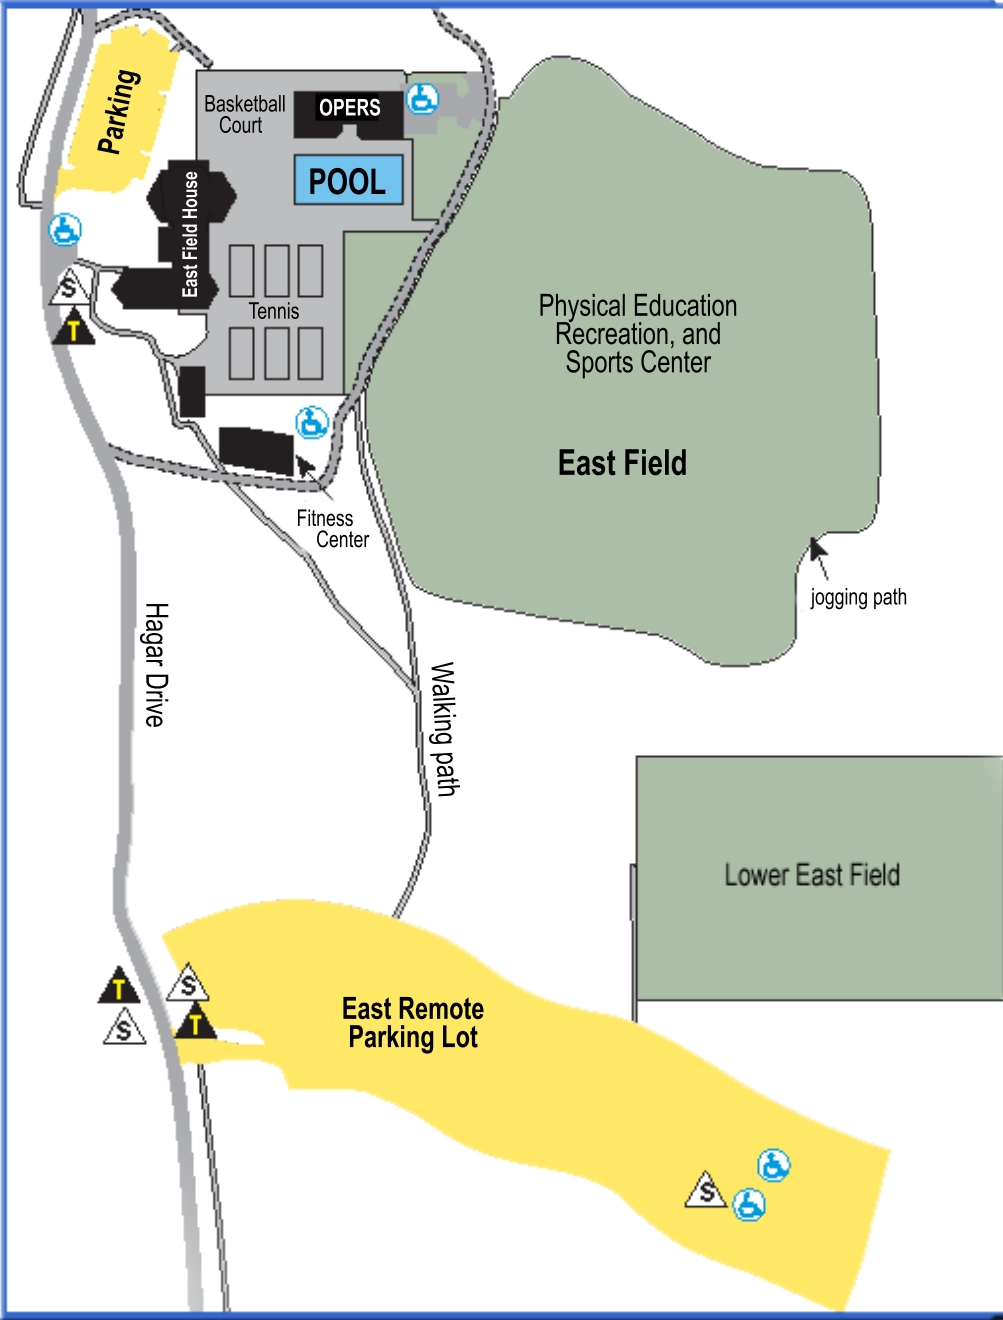 Parking
Basketball
Court
OPERS
POOL
East Field House
S
T
Tennis
Physical Education
Recreation, and
Sports Center
East Field
Fitness
Center
jogging path
Hagar Drive
Walking path
Lower East Field
T
S
S
T
East Remote
Parking Lot
S